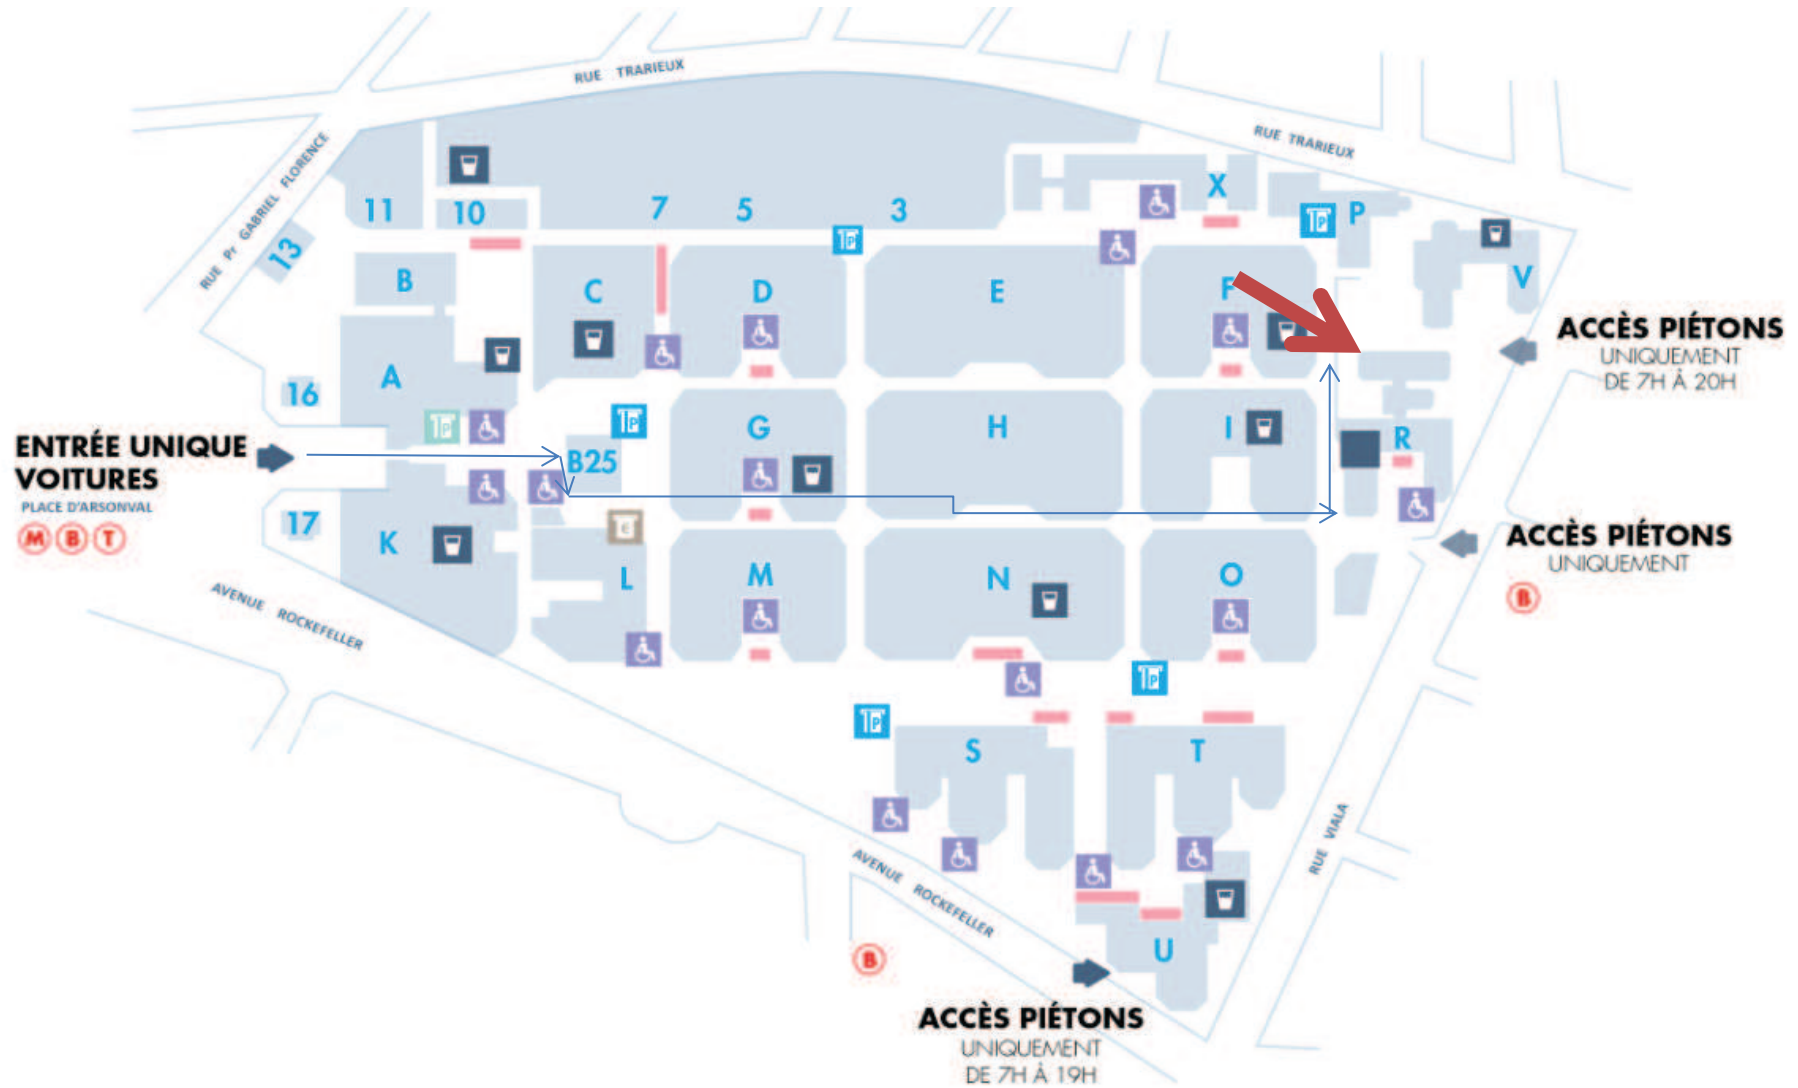 RUE TRARIEUX
RUE TRARIEUX
RUE Pr GABRIEL FLORENCE
11
10
7
5
3
X
P
13
B
C
D
E
F
V
ACCÈS PIÉTONS
UNIQUEMENT
DE 7H À 20H
A
16
ENTRÉE UNIQUE
VOITURES
PLACE D'ARSONVAL
M B T
B25
G
H
I
R
17
K
L
M
N
O
ACCÈS PIÉTONS
UNIQUEMENT
B
AVENUE ROCKEFELLER
S
T
RUE VIALA
AVENUE ROCKEFELLER
U
B
ACCÈS PIÉTONS
UNIQUEMENT
DE 7H À 19H
P
P
P
P
P
P
€